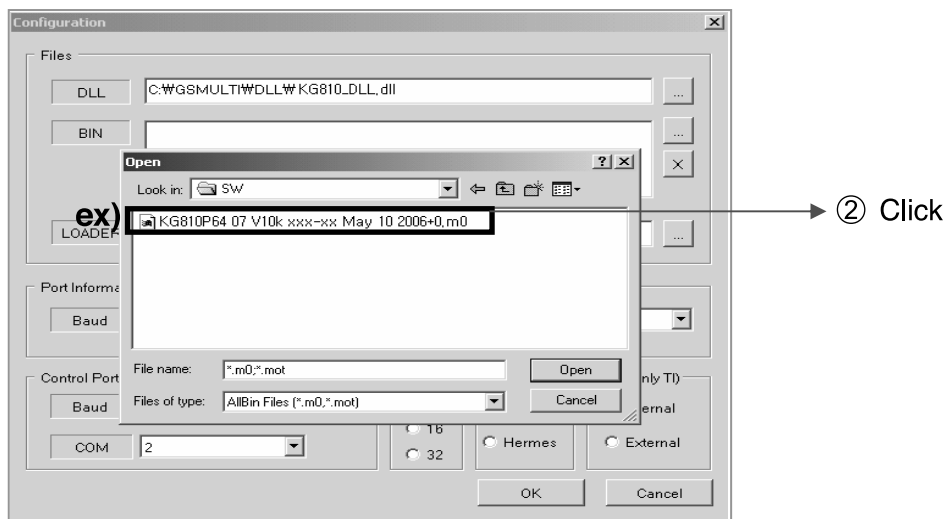 Configuration
Files
DLL
C:₩GSMULTI₩DLL₩KG810_DLL.dll
...
BIN
...
Open
Look in:
SW
ex)
KG810P64 07 V10k xxx-xx May 10 2006+0.m0
② Click
LOADER
...
Port Informa
Baud
File name:
*.m0;*.mot
Open
Control Port
nly TI)
Files of type:
AllBin Files (*.m0,*.mot)
Cancel
Baud
ernal
16
COM
2
Hermes
External
32
OK
Cancel